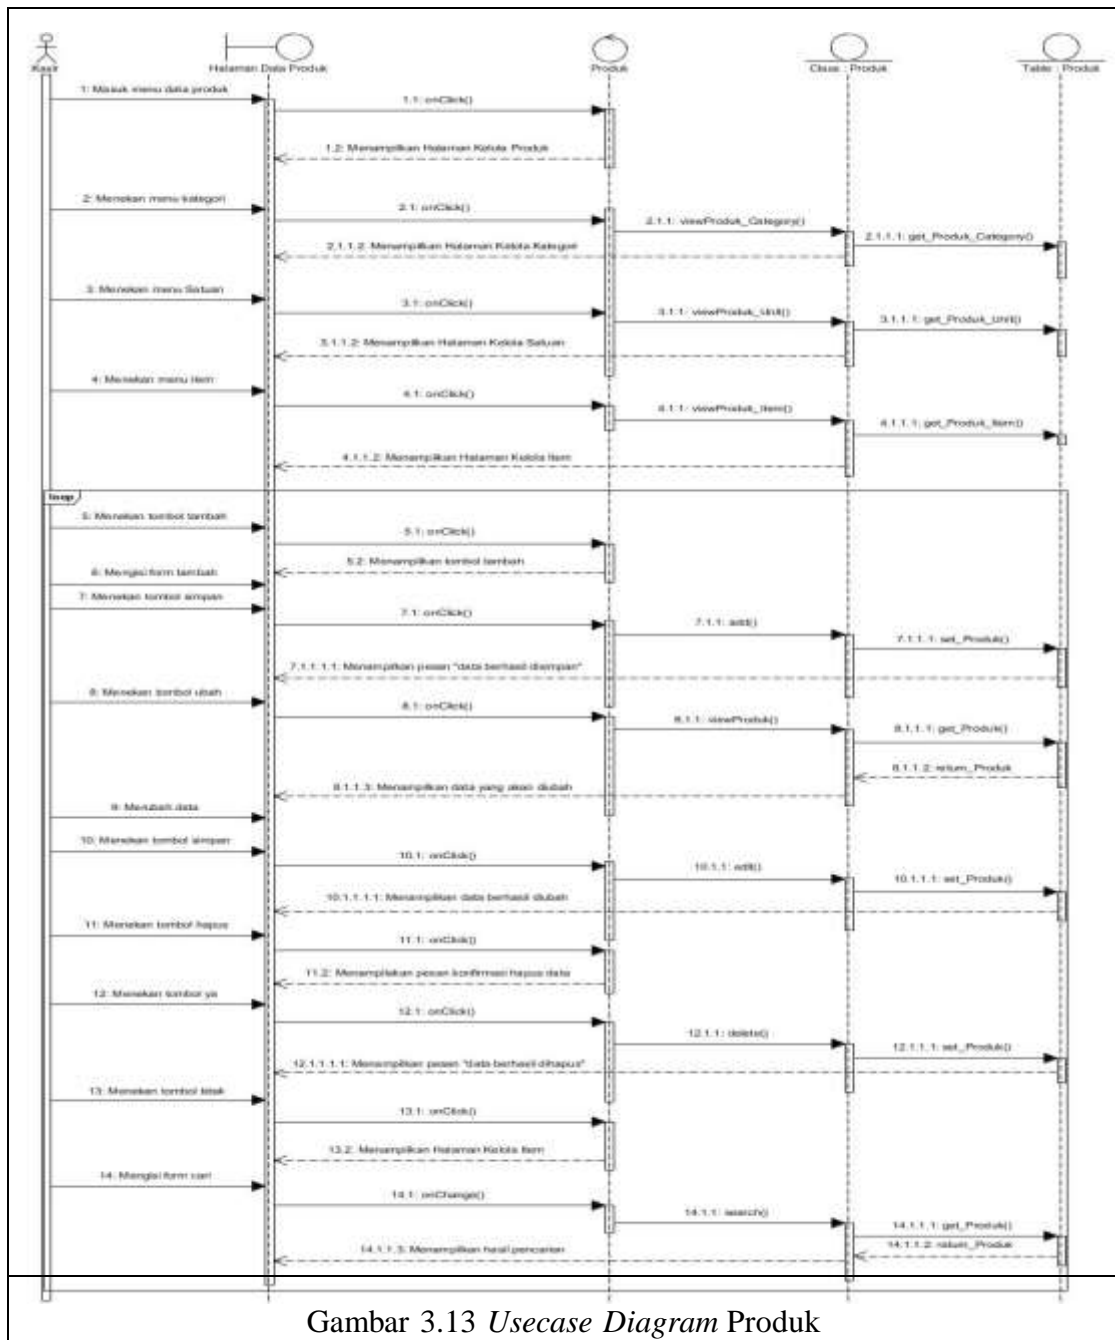 Kasir
Halaman Data Produk
Produk
Class : Produk
Table : Produk
1: Masuk menu data produk
1.1: onClick()
1.2: Menampilkan Halaman Kelola Produk
2: Menekan menu kategori
2.1: onClick()
2.1.1: viewProduk_Category()
2.1.1.1: get_Produk_Category()
2.1.1.2: Menampilkan Halaman Kelola Kategori
3: Menekan menu Satuan
3.1: onClick()
3.1.1: viewProduk_Unit()
3.1.1.1: get_Produk_Unit()
3.1.1.2: Menampilkan Halaman Kelola Satuan
4: Menekan menu Item
4.1: onClick()
4.1.1: viewProduk_Item()
4.1.1.1: get_Produk_Item()
4.1.1.2: Menampilkan Halaman Kelola Item
loop
5: Menekan tombol tambah
5.1: onClick()
5.2: Menampilkan tombol tambah
6: Mengisi form tambah
7: Menekan tombol simpan
7.1: onClick()
7.1.1: add()
7.1.1.1: set_Produk()
7.1.1.1.1: Menampilkan pesan "data berhasil disimpan"
8: Menekan tombol ubah
8.1: onClick()
8.1.1: viewProduk()
8.1.1.1: get_Produk()
8.1.1.2: return_Produk
8.1.1.3: Menampilkan data yang akan diubah
9: Merubah data
10: Menekan tombol simpan
10.1: onClick()
10.1.1: edit()
10.1.1.1: set_Produk()
10.1.1.1.1: Menampilkan data berhasil diubah
11: Menekan tombol hapus
11.1: onClick()
11.2: Menampilakan pesan konfirmasi hapus data
12: Menekan tombol ya
12.1: onClick()
12.1.1: delete()
12.1.1.1: set_Produk()
12.1.1.1.1: Menampilkan pesan "data berhasil dihapus"
13: Menekan tombol tidak
13.1: onClick()
13.2: Menampilkan Halaman Kelola Item
14: Mengisi form cari
14.1: onChange()
14.1.1: search()
14.1.1.1: get_Produk()
14.1.1.2: return_Produk
14.1.1.3: Menampilkan hasil pencarian
Gambar 3.13 Usecase Diagram Produk